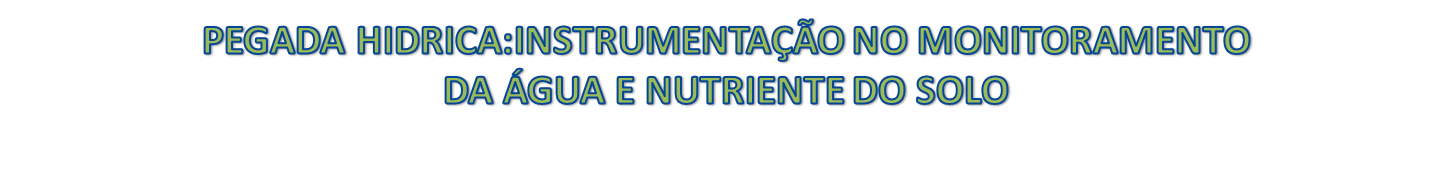 PEGADA HIDRICA:INSTRUMENTAÇÃO NO MONITORAMENTO
DA ÁGUA E NUTRIENTE DO SOLO